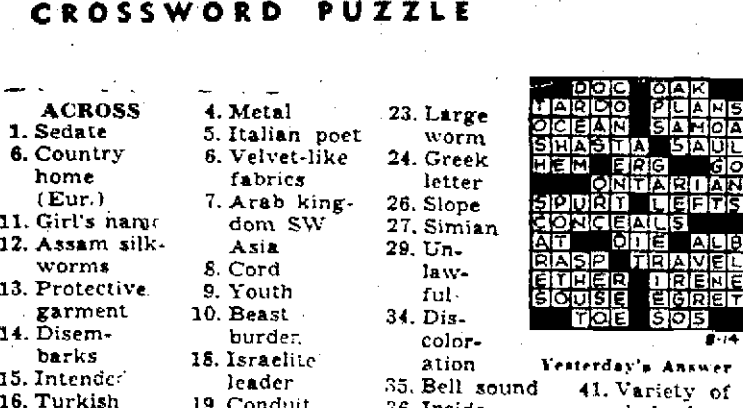 CROSSWORD PUZZLE
ACROSS
1. Sedate
6. Country
home
(Eur.)
11. Girl's name
12. Assam silk-
worms
13. Protective
garment
14. Disem-
barks
15. Intended
16. Turkish
4. Metal
5. Italian poet
6. Velvet-like
fabrics
7. Arab king-
dom SW
Asia
8. Cord
9. Youth
10. Beast
burden
18. Israelite
leader
19. Conduit
23. Large
worm
24. Greek
letter
26. Slope
27. Simian
29. Un-
law-
ful
34. Dis-
color-
ation
35. Bell sound
36. Inside
DOC OAK
TARDO PLANS
OCEAN SAMOA
SHASTA SAUL
HEM ERG GO
ONTARIAN
SPURT LEFTS
CONCEALS
AT DIE ALB
RASP TRAVEL
ETHER IRENE
SOUSE EGRET
TOE SOS
8-14
Yesterday's Answer
41. Variety of